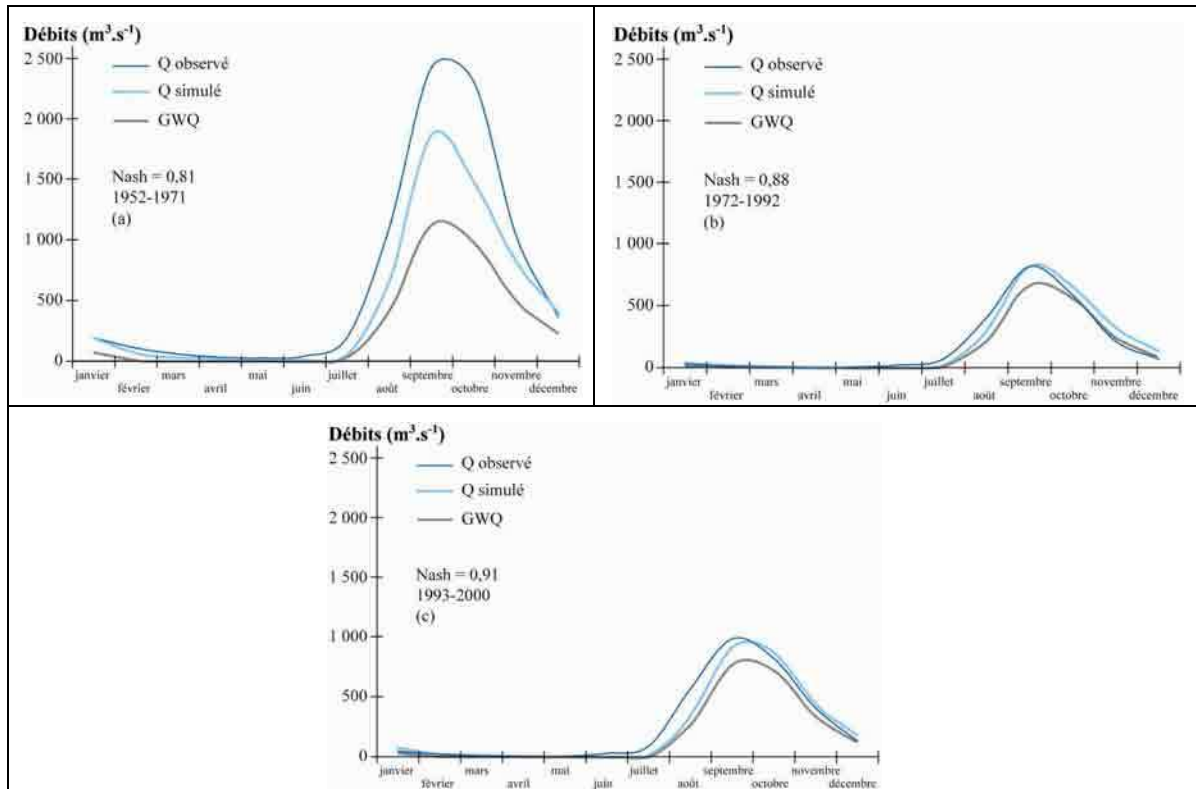 Débits (m³.s⁻¹)
2 500
2 000
1 500
1 000
500
0
Q observé
Q simulé
GWQ
Nash = 0,81
1952-1971
(a)
janvier
février
mars
avril
mai
juin
juillet
août
septembre
octobre
novembre
décembre
Débits (m³.s⁻¹)
2 500
2 000
1 500
1 000
500
0
Q observé
Q simulé
GWQ
Nash = 0,88
1972-1992
(b)
janvier
février
mars
avril
mai
juin
juillet
août
septembre
octobre
novembre
décembre
Débits (m³.s⁻¹)
2 500
2 000
1 500
1 000
500
0
Q observé
Q simulé
GWQ
Nash = 0,91
1993-2000
(c)
janvier
février
mars
avril
mai
juin
juillet
août
septembre
octobre
novembre
décembre